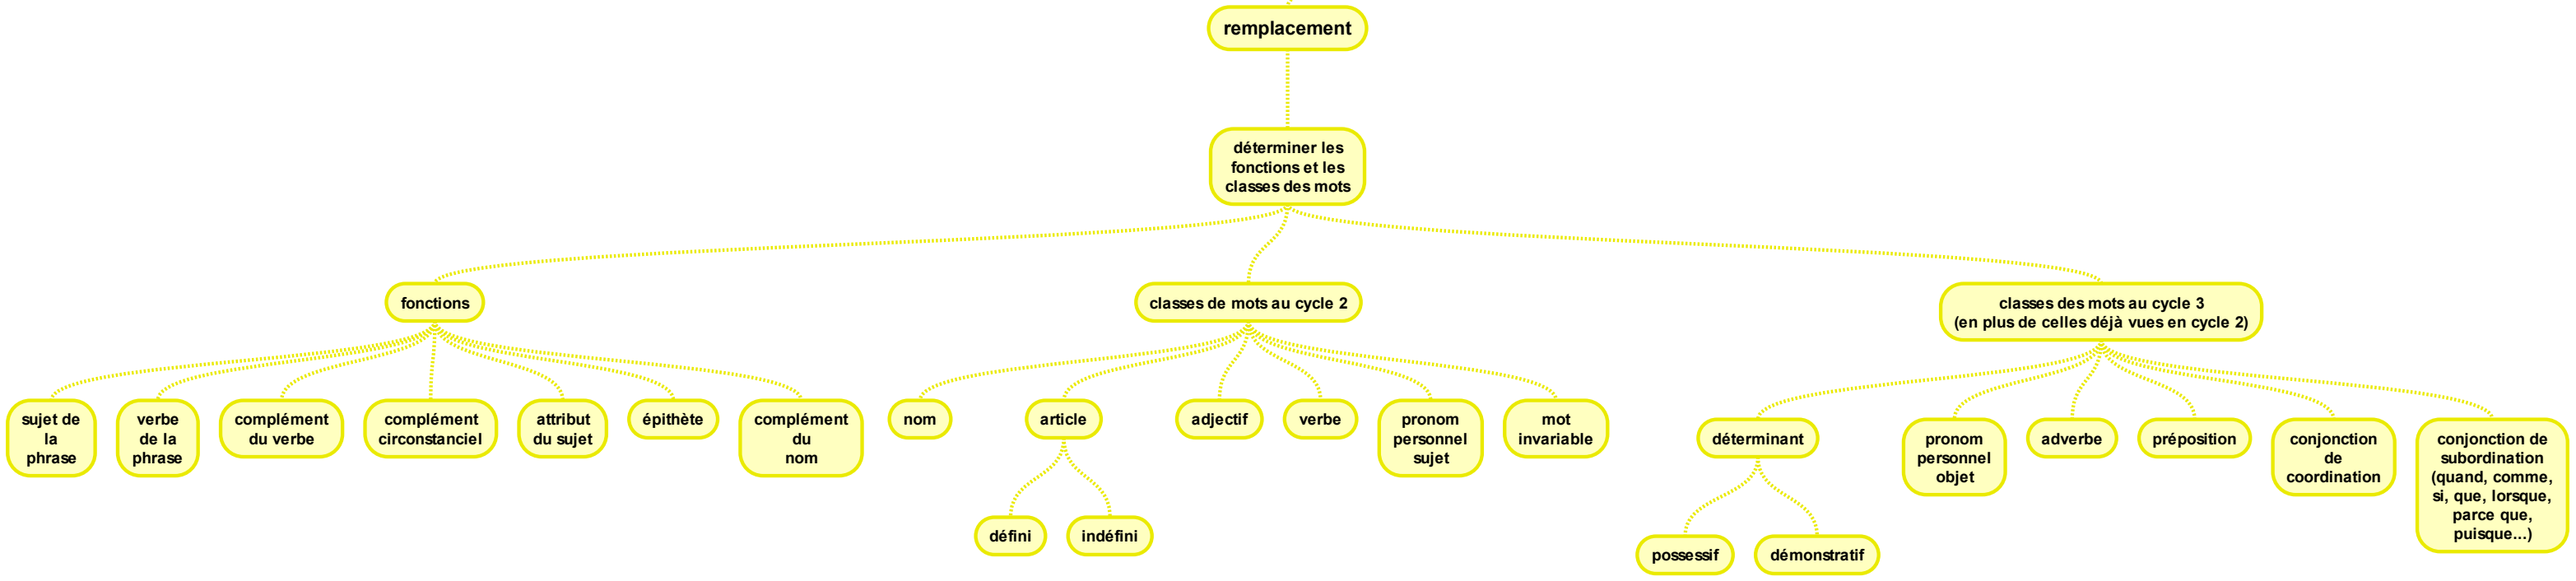 remplacement
déterminer les
fonctions et les
classes des mots
fonctions
classes de mots au cycle 2
classes des mots au cycle 3
(en plus de celles déjà vues en cycle 2)
sujet de
la
phrase
verbe
de la
phrase
complément
du verbe
complément
circonstanciel
attribut
du sujet
épithète
complément
du
nom
nom
article
adjectif
verbe
pronom
personnel
sujet
mot
invariable
déterminant
pronom
personnel
objet
adverbe
préposition
conjonction
de
coordination
conjonction de
subordination
(quand, comme,
si, que, lorsque,
parce que,
puisque...)
défini
indéfini
possessif
démonstratif